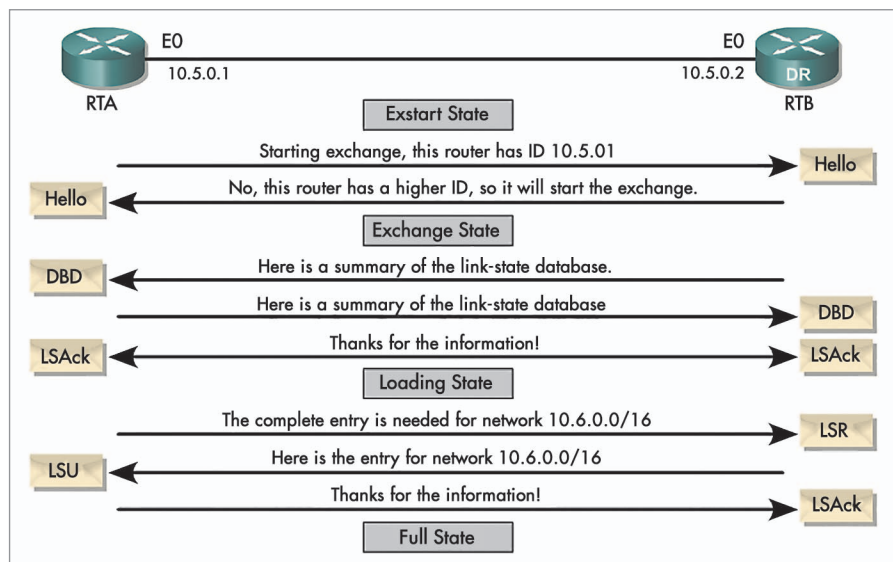 E0
E0
10.5.0.1
10.5.0.2
DR
RTA
RTB
Exstart State
Starting exchange, this router has ID 10.5.01
Hello
No, this router has a higher ID, so it will start the exchange.
Hello
Exchange State
Here is a summary of the link-state database.
DBD
Here is a summary of the link-state database
DBD
Thanks for the information!
LSAck
LSAck
Loading State
The complete entry is needed for network 10.6.0.0/16
LSR
Here is the entry for network 10.6.0.0/16
LSU
Thanks for the information!
LSAck
Full State